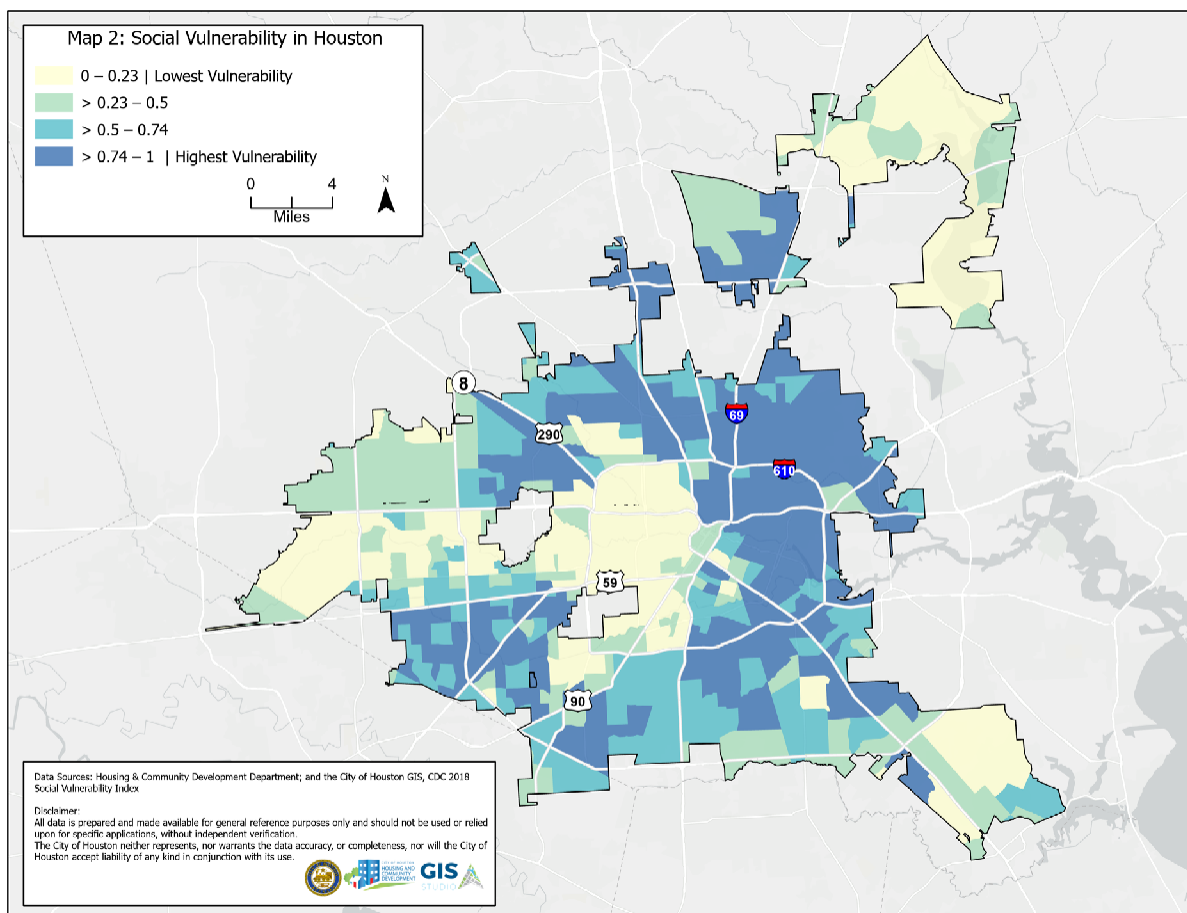 Map 2: Social Vulnerability in Houston
0 – 0.23 | Lowest Vulnerability
> 0.23 – 0.5
> 0.5 – 0.74
> 0.74 – 1 | Highest Vulnerability
0 4
Miles
N
8
69
290
610
59
90
Data Sources: Housing & Community Development Department; and the City of Houston GIS, CDC 2018
Social Vulnerability Index
Disclaimer:
All data is prepared and made available for general reference purposes only and should not be used or relied
upon for specific applications, without independent verification.
The City of Houston neither represents, nor warrants the data accuracy, or completeness, nor will the City of
Houston accept liability of any kind in conjunction with its use.
CITY OF HOUSTON
HOUSING AND
COMMUNITY
DEVELOPMENT
GIS
STUDIO